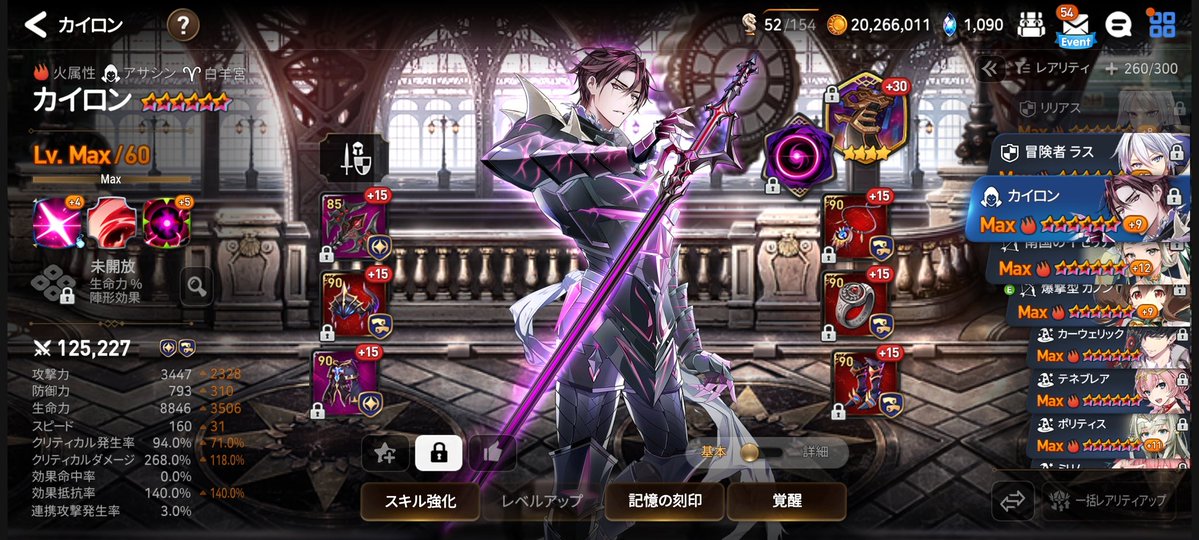 カイロン
?
52/154
20,266,011
1,090
54
Event
火属性 アサシン 白羊宮
カイロン
Lv. Max/60
Max
+4
+5
未開放
生命力 %
陣形効果
125,227
攻撃力 3447 2328
防御力 793 310
生命力 8846 3506
スピード 160 31
クリティカル発生率 94.0% 71.0%
クリティカルダメージ 268.0% 118.0%
効果命中率 0.0%
効果抵抗率 140.0% 140.0%
連携攻撃発生率 3.0%
85 +15
90 +15
90 +15
+30
90 +15
90 +15
90 +15
基本 詳細
スキル強化
レベルアップ
記憶の刻印
覚醒
レアリティ
260/300
リリアス
Max
冒険者 ラス
カイロン
Max +9
Max +12
Max +9
カーウェリック
Max
テネブレア
Max
ポリティス
Max +11
一括レアリティアップ